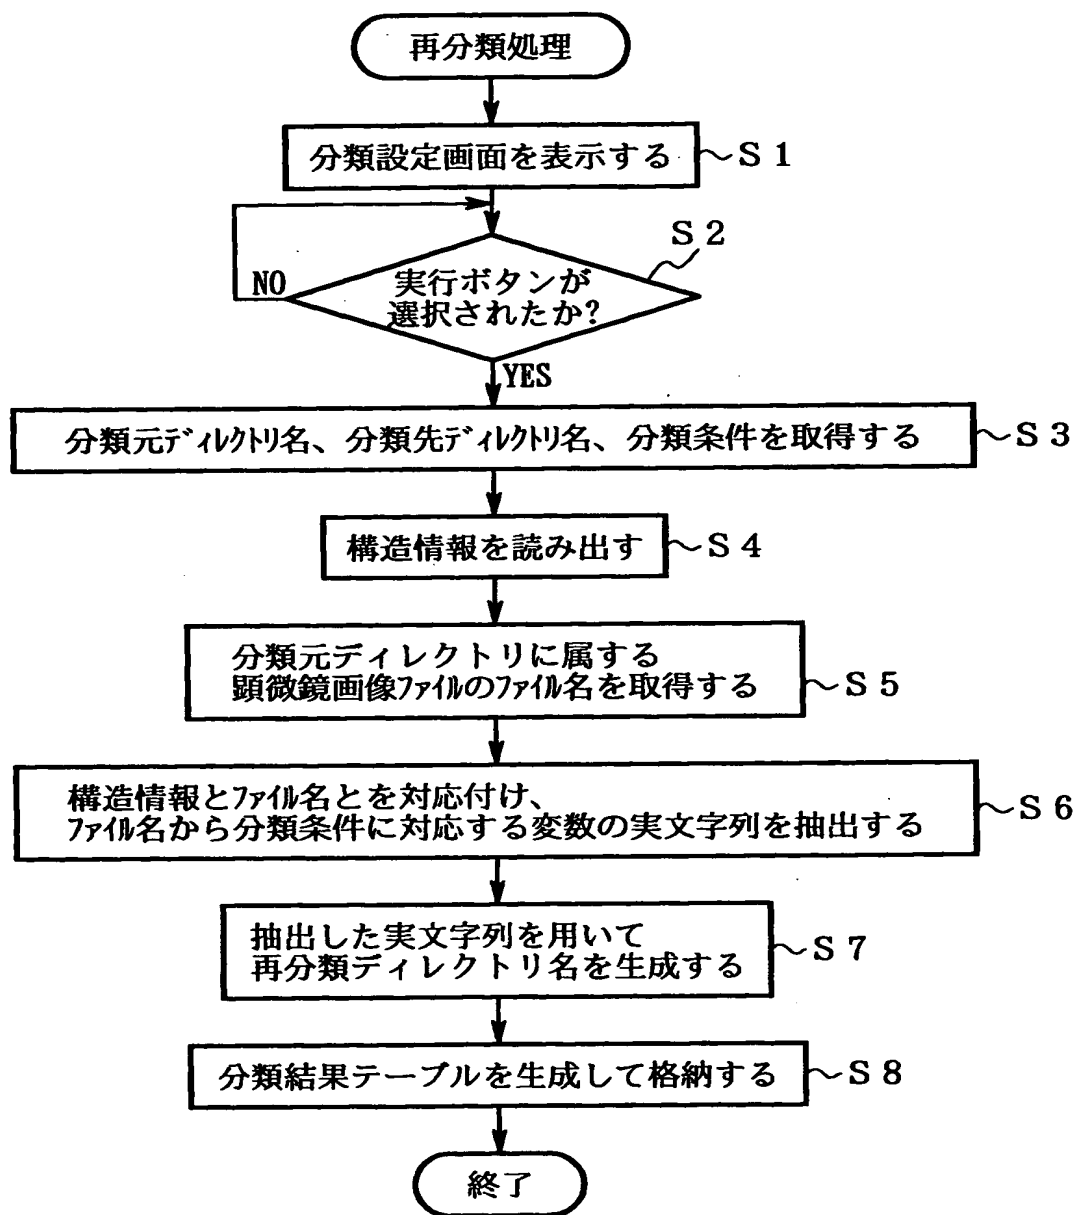 再分類処理
分類設定画面を表示する
S1
S2
実行ボタンが
選択されたか?
NO
YES
分類元ディレクトリ名、分類先ディレクトリ名、分類条件を取得する
S3
構造情報を読み出す
S4
分類元ディレクトリに属する
顕微鏡画像ファイルのファイル名を取得する
S5
構造情報とファイル名とを対応付け、
ファイル名から分類条件に対応する変数の実文字列を抽出する
S6
抽出した実文字列を用いて
再分類ディレクトリ名を生成する
S7
分類結果テーブルを生成して格納する
S8
終了